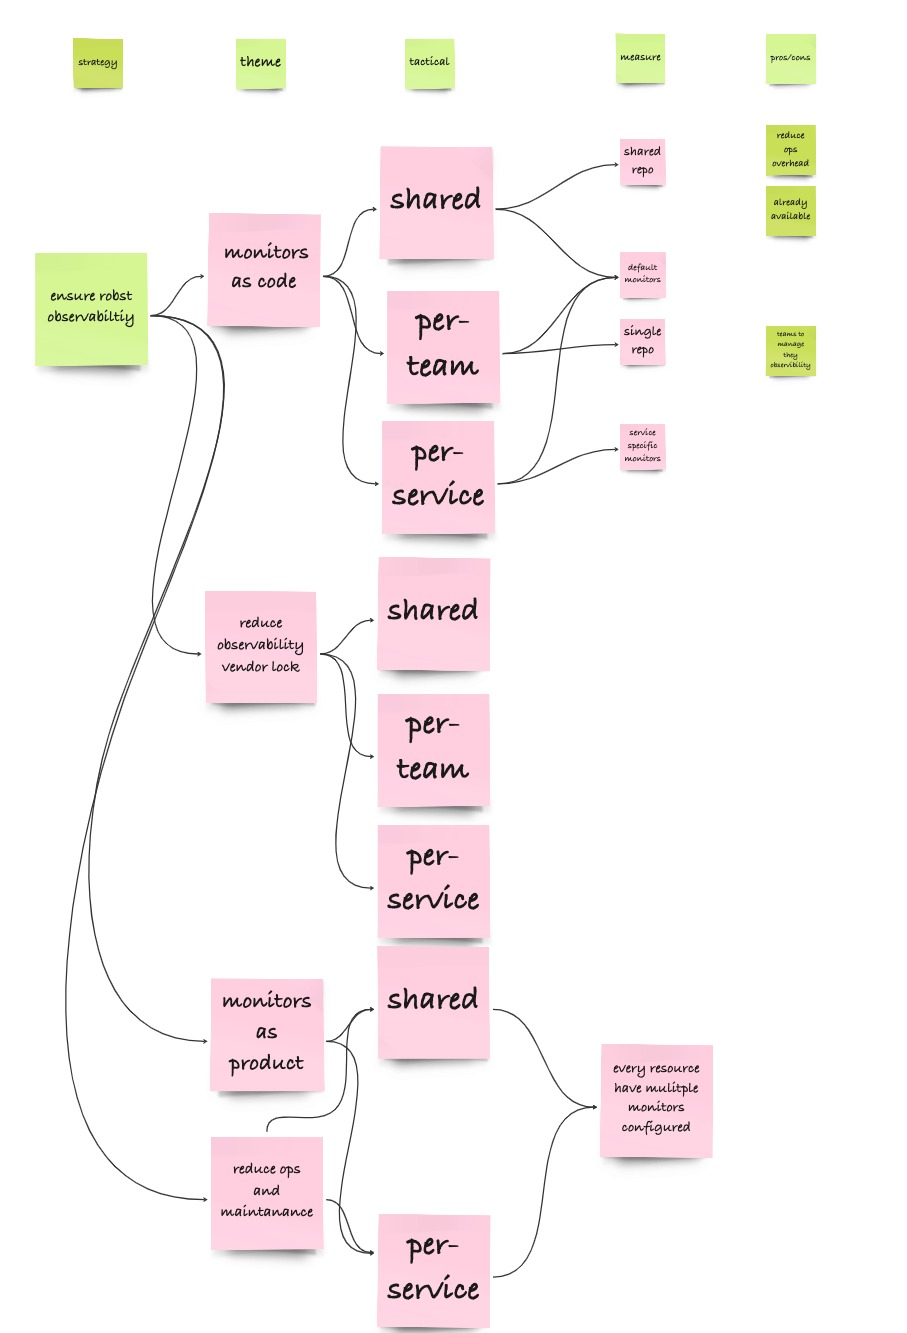 strategy
theme
tactical
measure
pros/cons
ensure robst
observabiltiy
monitors
as code
shared
per-
team
per-
service
shared
repo
default
monitors
single
repo
service
specific
monitors
reduce
ops
overhead
already
available
teams to
manage
they
observibility
reduce
observability
vendor lock
shared
per-
team
per-
service
monitors
as
product
reduce ops
and
maintanance
shared
per-
service
every resource
have mulitple
monitors
configured